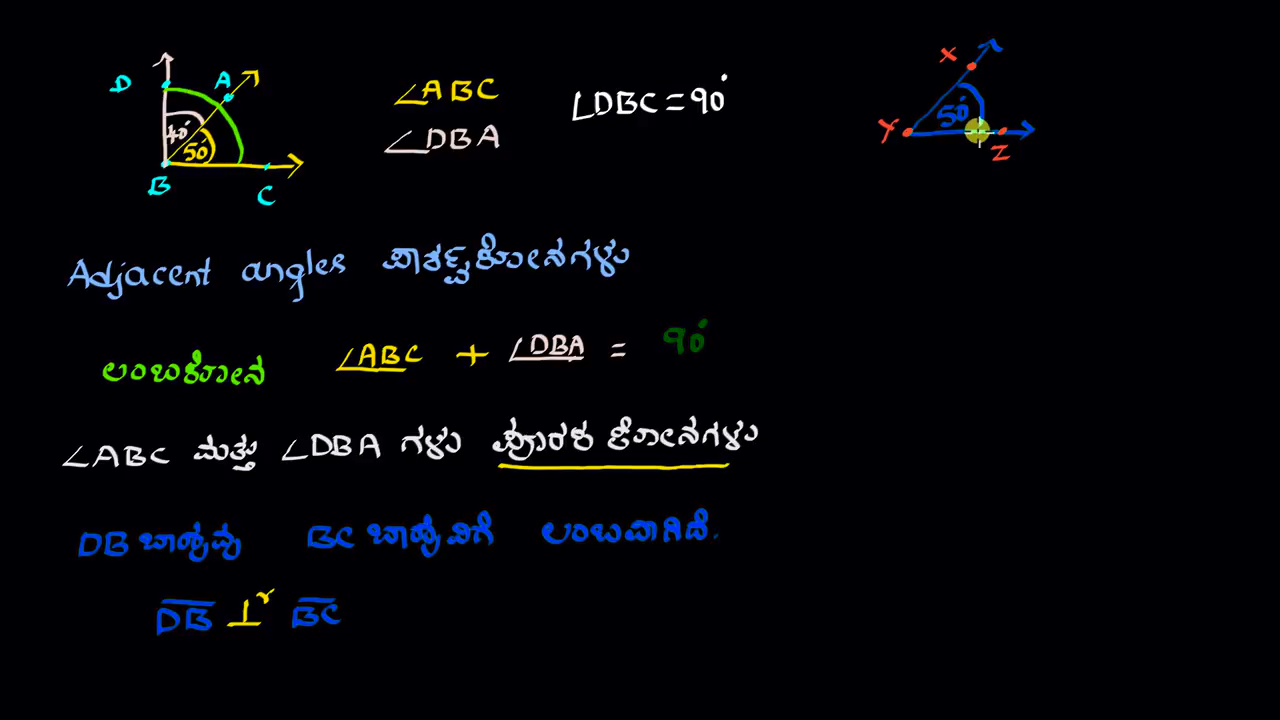 D A 40° 50° B C
∠ABC
∠DBA
∠DBC = 90°
X Y Z 50°
Adjacent angles ಪಾರ್ಶ್ವಕೋನಗಳು
ಲಂಬಕೋನ ∠ABC + ∠DBA = 90°
∠ABC ಮತ್ತು ∠DBA ಗಳು ಪೂರಕ ಕೋನಗಳು
DB ಬಾಹುವು BC ಬಾಹುವಿಗೆ ಲಂಬವಾಗಿದೆ.
DB ⊥r BC